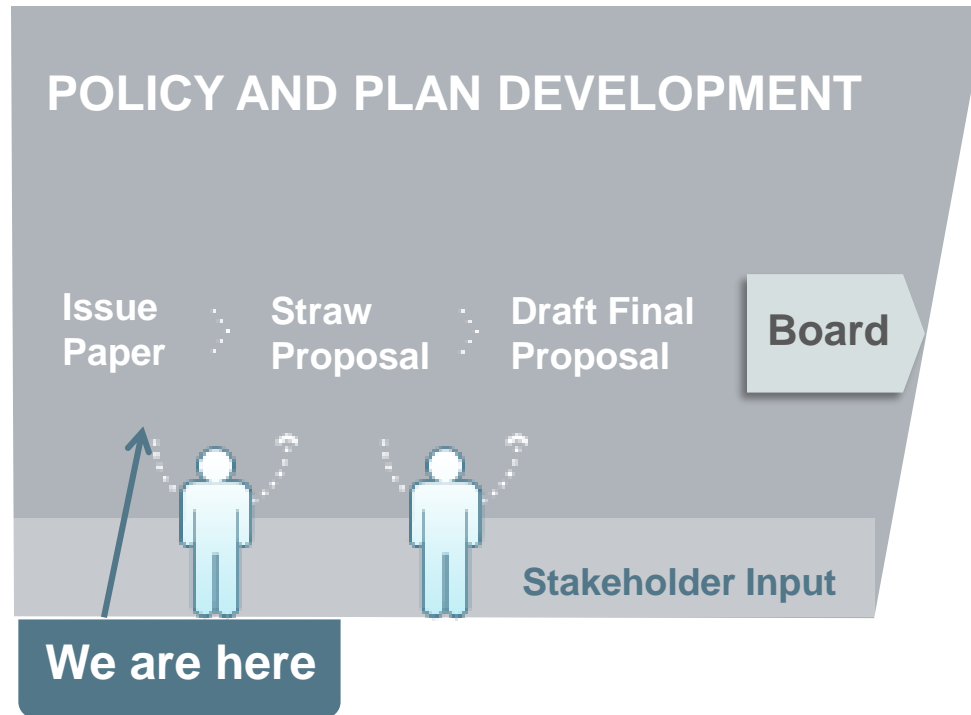 POLICY AND PLAN DEVELOPMENT
Issue
Paper
Straw
Proposal
Draft Final
Proposal
Board
Stakeholder Input
We are here